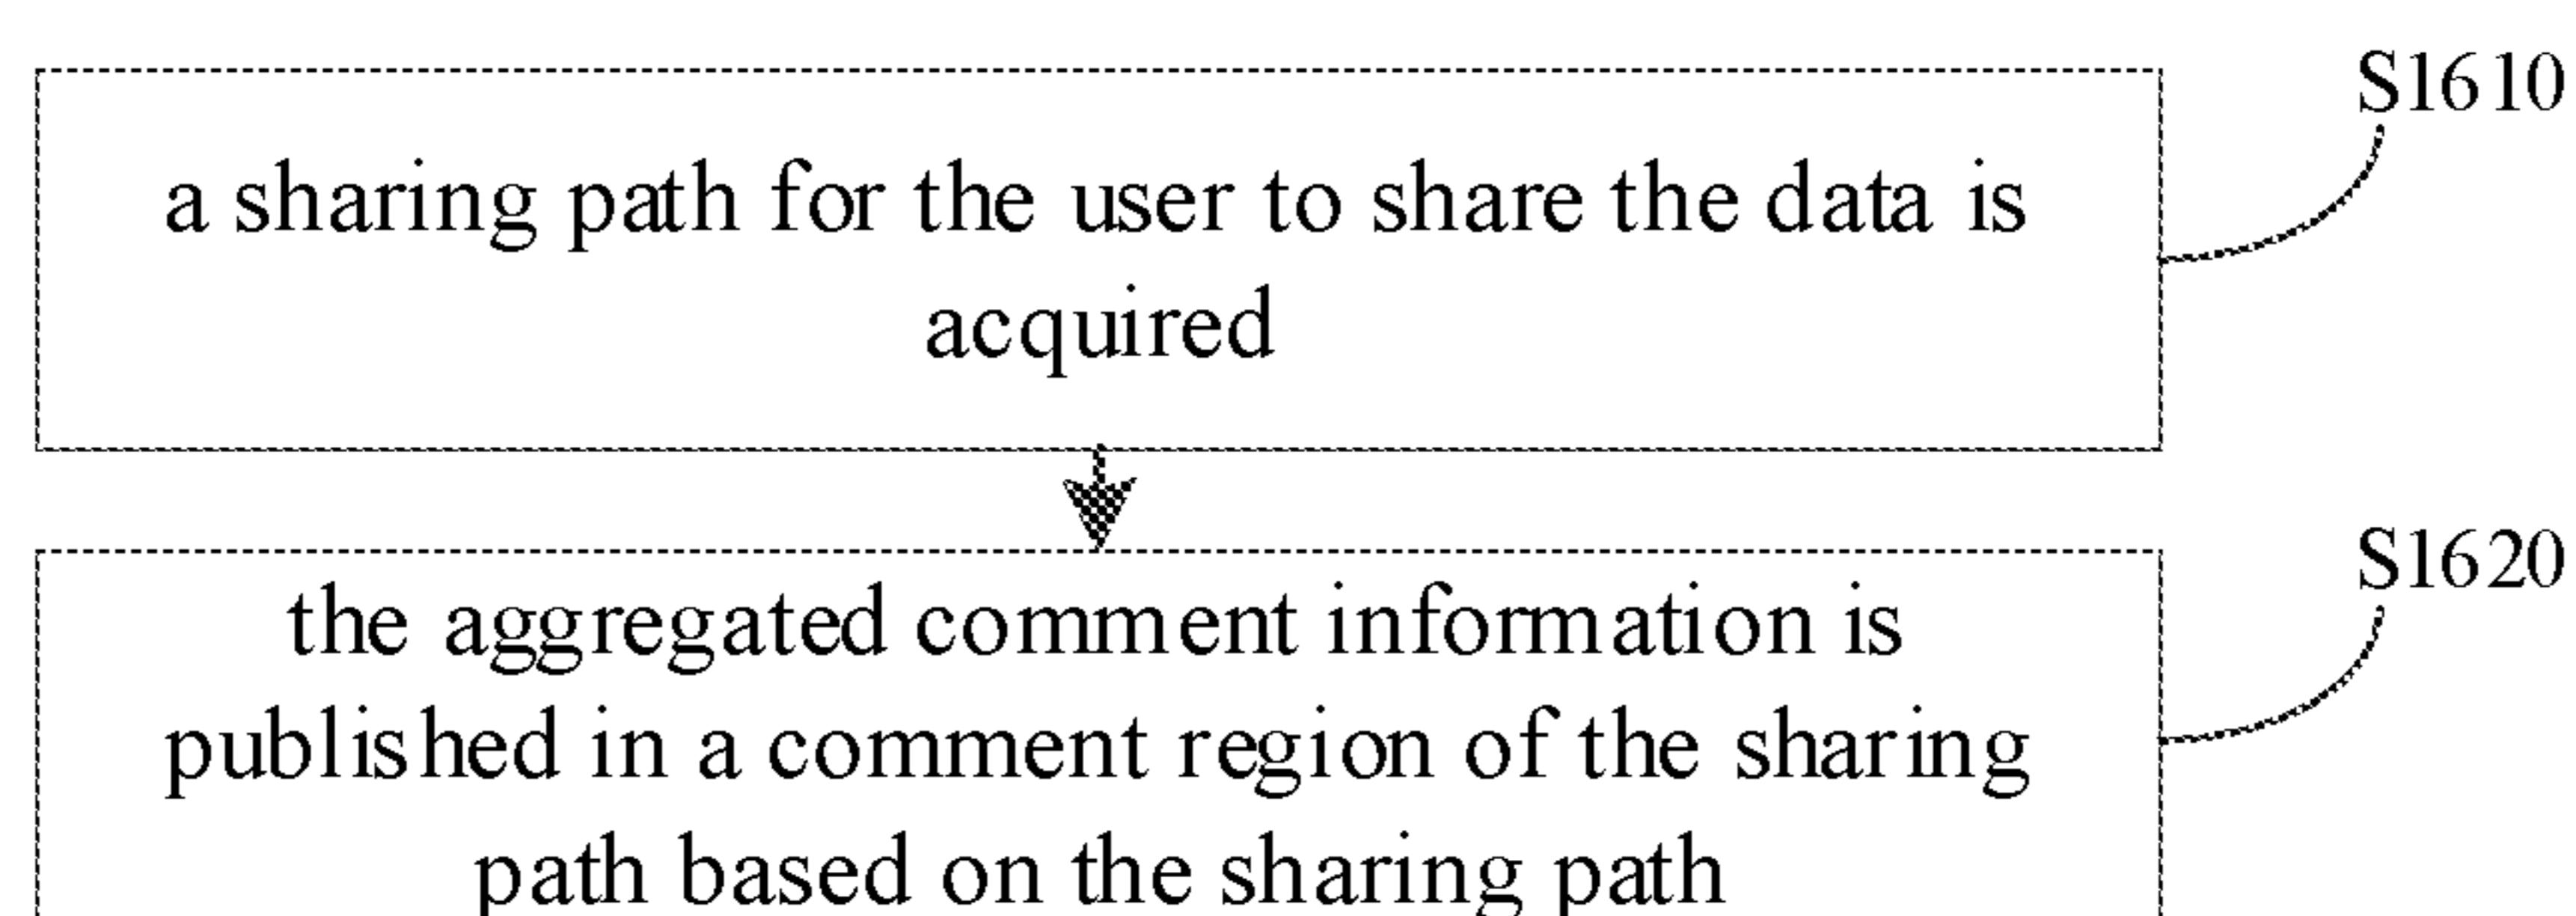 S1610
a sharing path for the user to share the data is
acquired
S1620
the aggregated comment information is
published in a comment region of the sharing
path based on the sharing path